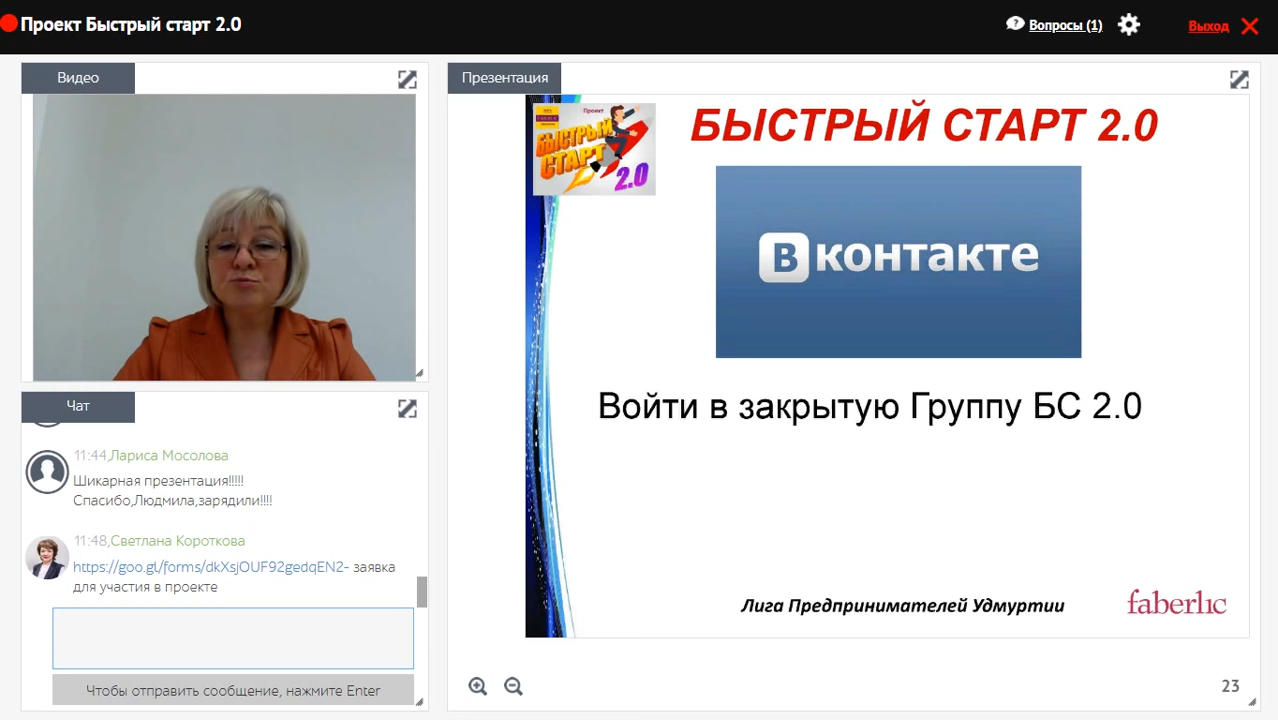 Проект Быстрый старт 2.0
Вопросы (1)
Выход
Видео
Презентация
Проект
БЫСТРЫЙ
СТАРТ
2.0
БЫСТРЫЙ СТАРТ 2.0
В контакте
Войти в закрытую Группу БС 2.0
Лига Предпринимателей Удмуртии
faberlic
23
Чат
11:44,Лариса Мосолова
Шикарная презентация!!!!!
Спасибо,Людмила,зарядили!!!!
11:48,Светлана Короткова
https://goo.gl/forms/dkXsjOUF92gedqEN2- заявка
для участия в проекте
Чтобы отправить сообщение, нажмите Enter